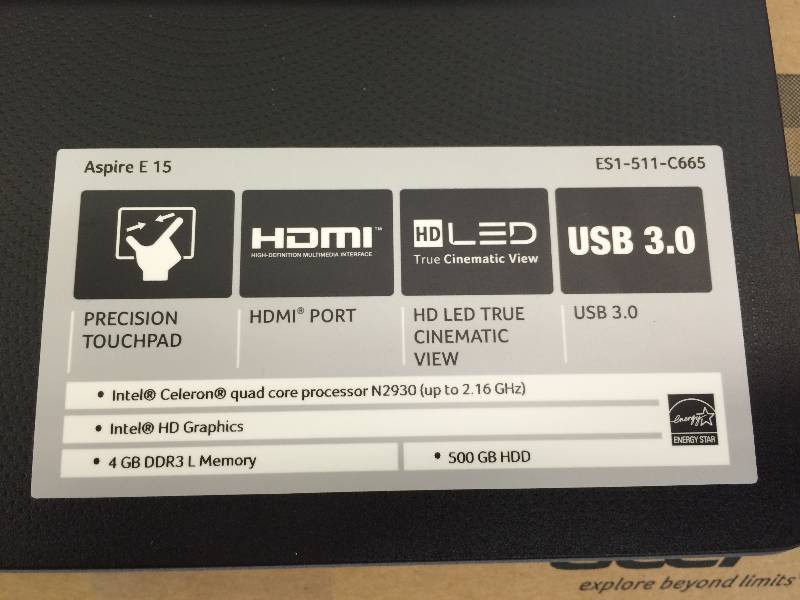 Aspire E 15
ES1-511-C665
HDMI™
HIGH-DEFINITION MULTIMEDIA INTERFACE
HD LED
True Cinematic View
USB 3.0
PRECISION
TOUCHPAD
HDMI® PORT
HD LED TRUE
CINEMATIC
VIEW
USB 3.0
• Intel® Celeron® quad core processor N2930 (up to 2.16 GHz)
• Intel® HD Graphics
energy
ENERGY STAR
• 4 GB DDR3 L Memory
• 500 GB HDD
explore beyond limits